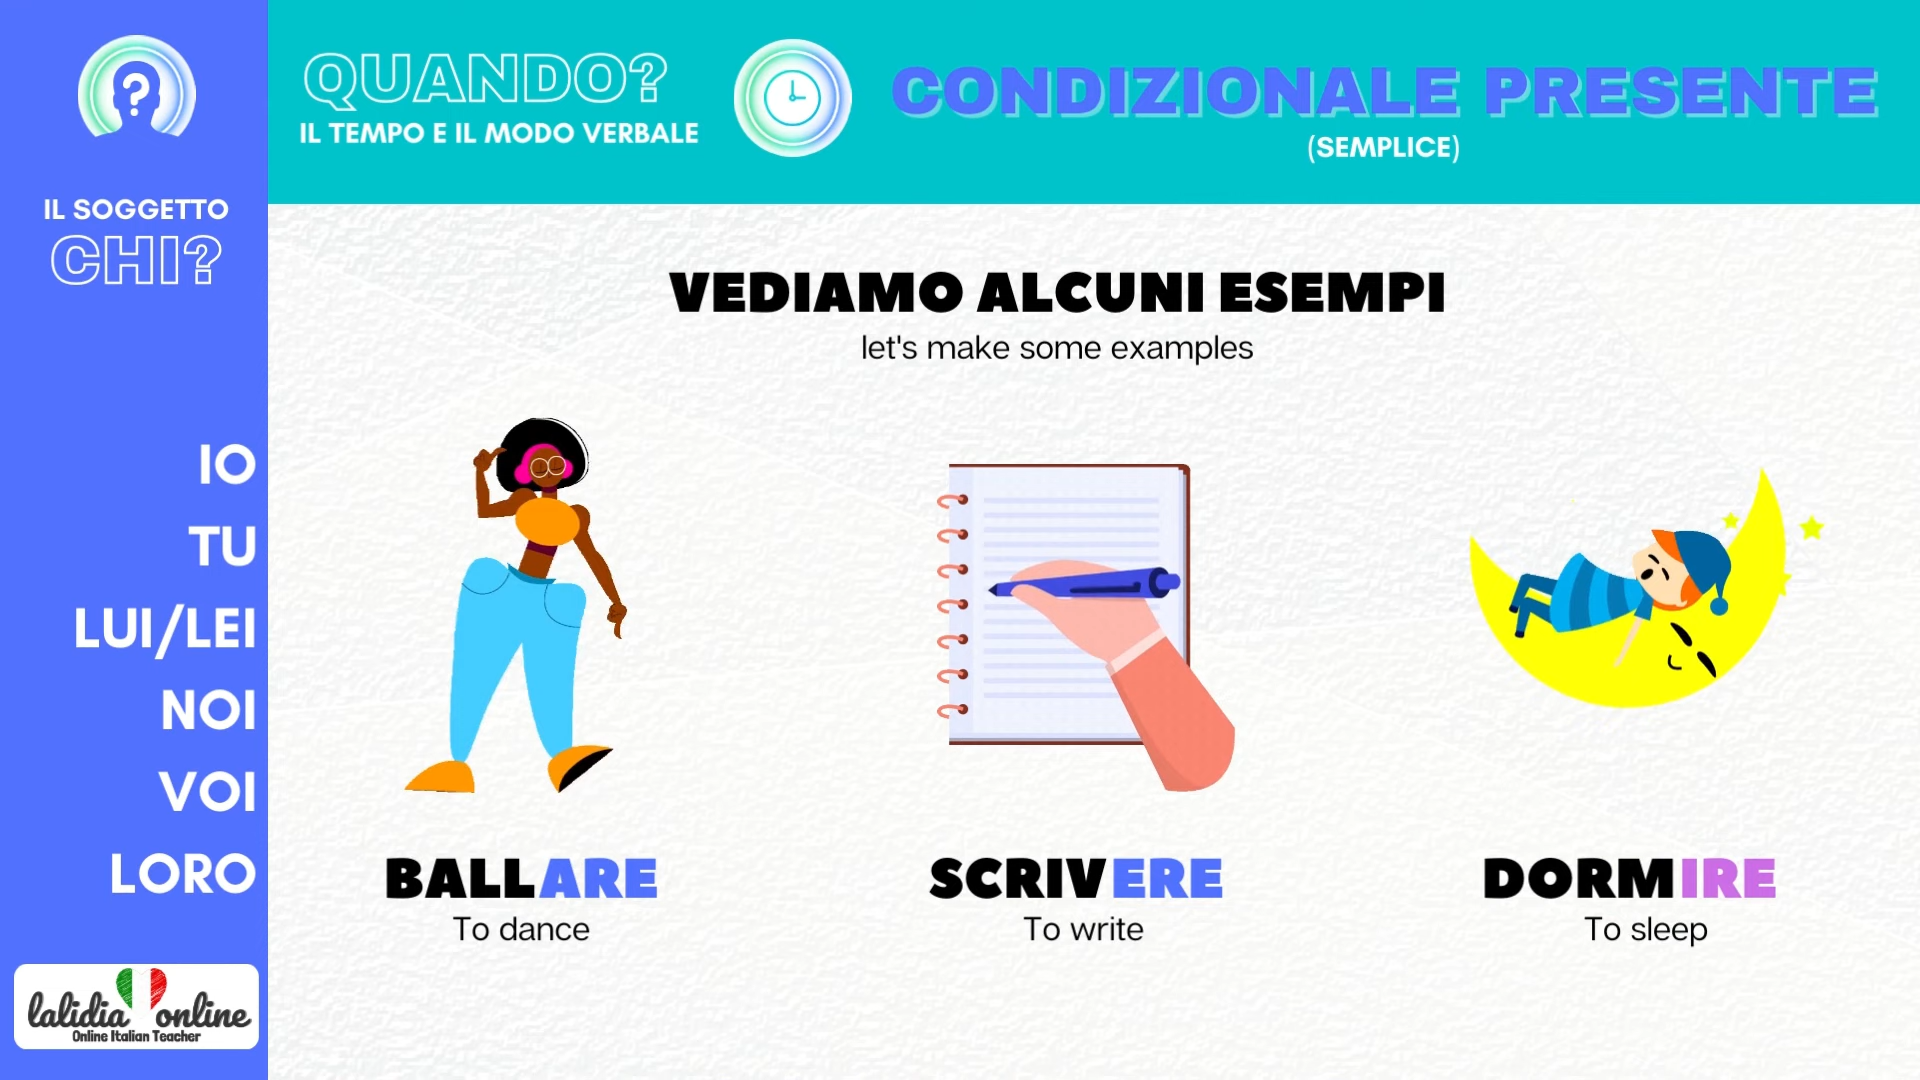 IL SOGGETTO
CHI?
QUANDO?
IL TEMPO E IL MODO VERBALE
CONDIZIONALE PRESENTE
(SEMPLICE)
VEDIAMO ALCUNI ESEMPI
let's make some examples
IO
TU
LUI/LEI
NOI
VOI
LORO
BALLARE
To dance
SCRIVERE
To write
DORMIRE
To sleep
lalidia online
Online Italian Teacher